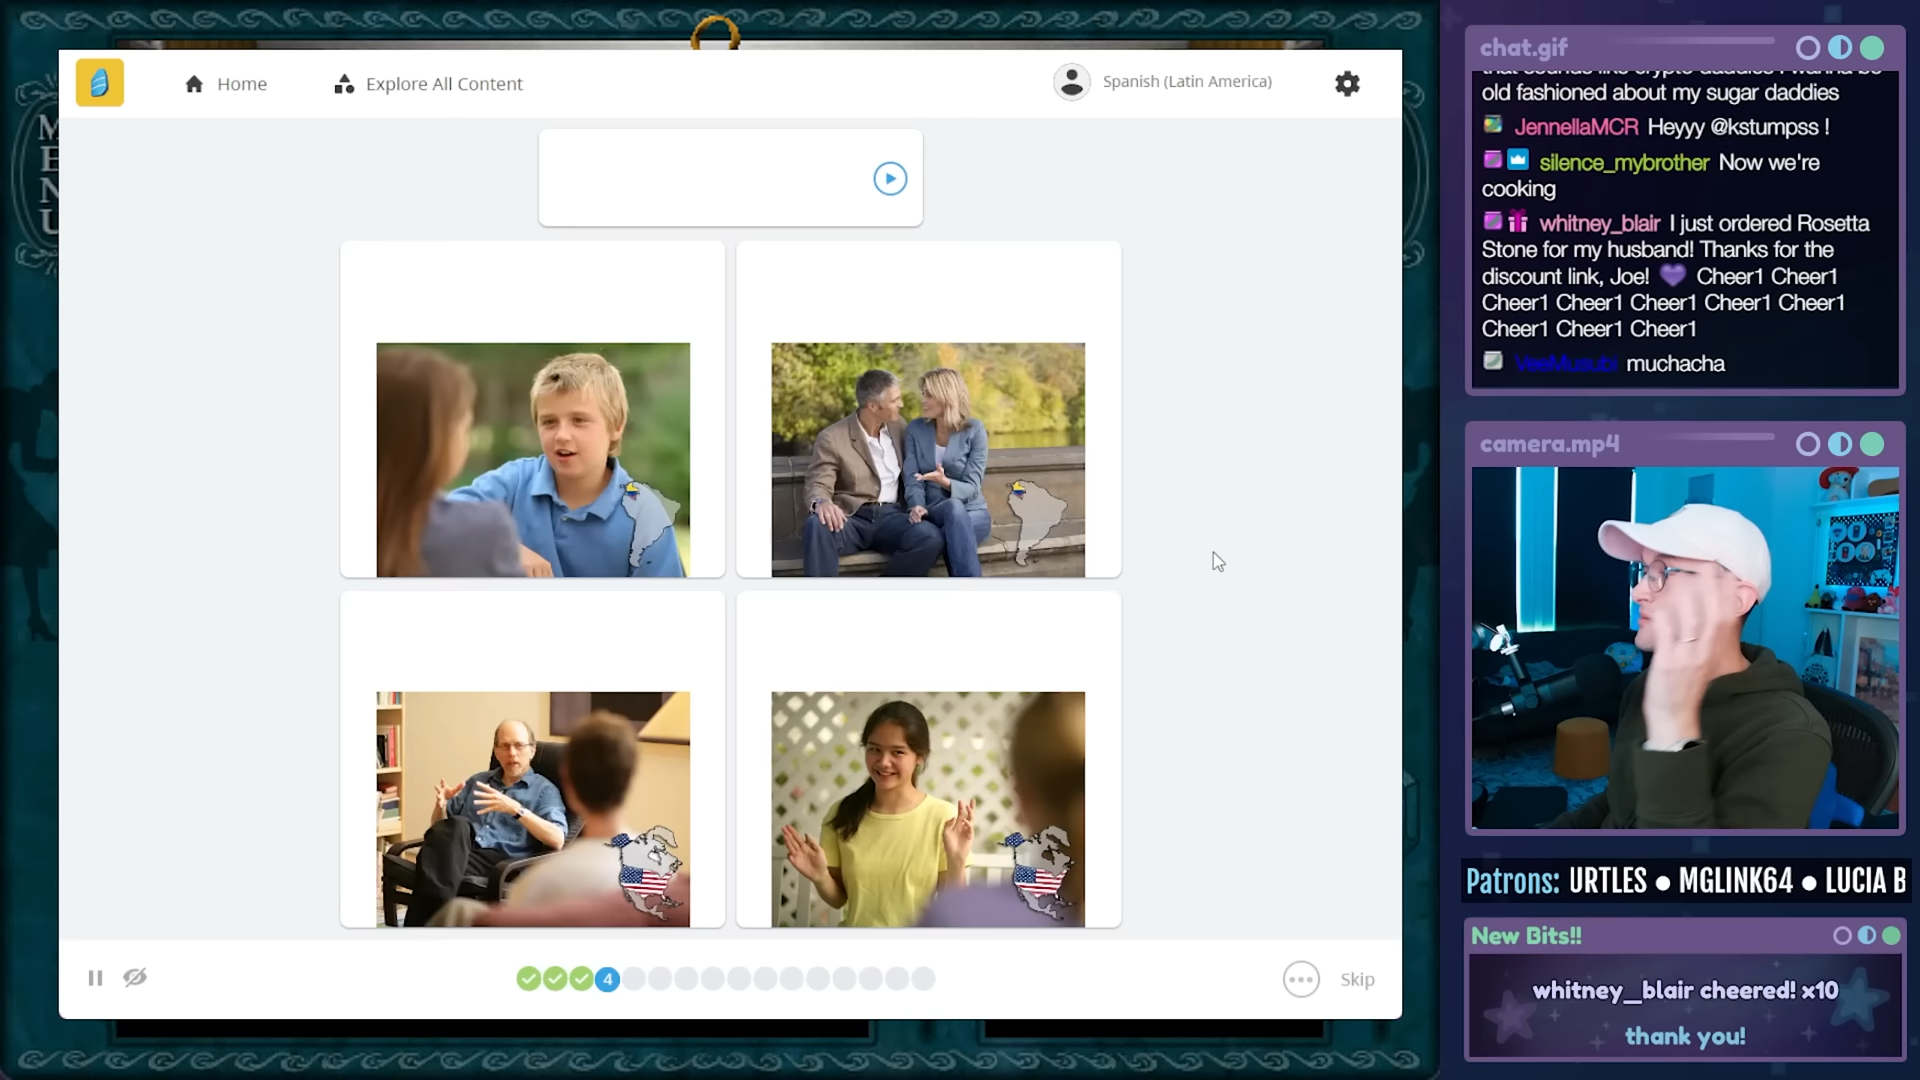 M
E
N
U
Home
Explore All Content
Spanish (Latin America)
4
Skip
chat.gif
old fashioned about my sugar daddies
JennellaMCR Heyyy @kstumpss !
silence_mybrother Now we're
cooking
whitney_blair I just ordered Rosetta
Stone for my husband! Thanks for the
discount link, Joe! 💜 Cheer1 Cheer1
Cheer1 Cheer1 Cheer1 Cheer1 Cheer1
Cheer1 Cheer1 Cheer1
VeeMusubi muchacha
camera.mp4
Patrons: URTLES ● MGLINK64 ● LUCIA B
New Bits!!
whitney_blair cheered! x10
thank you!